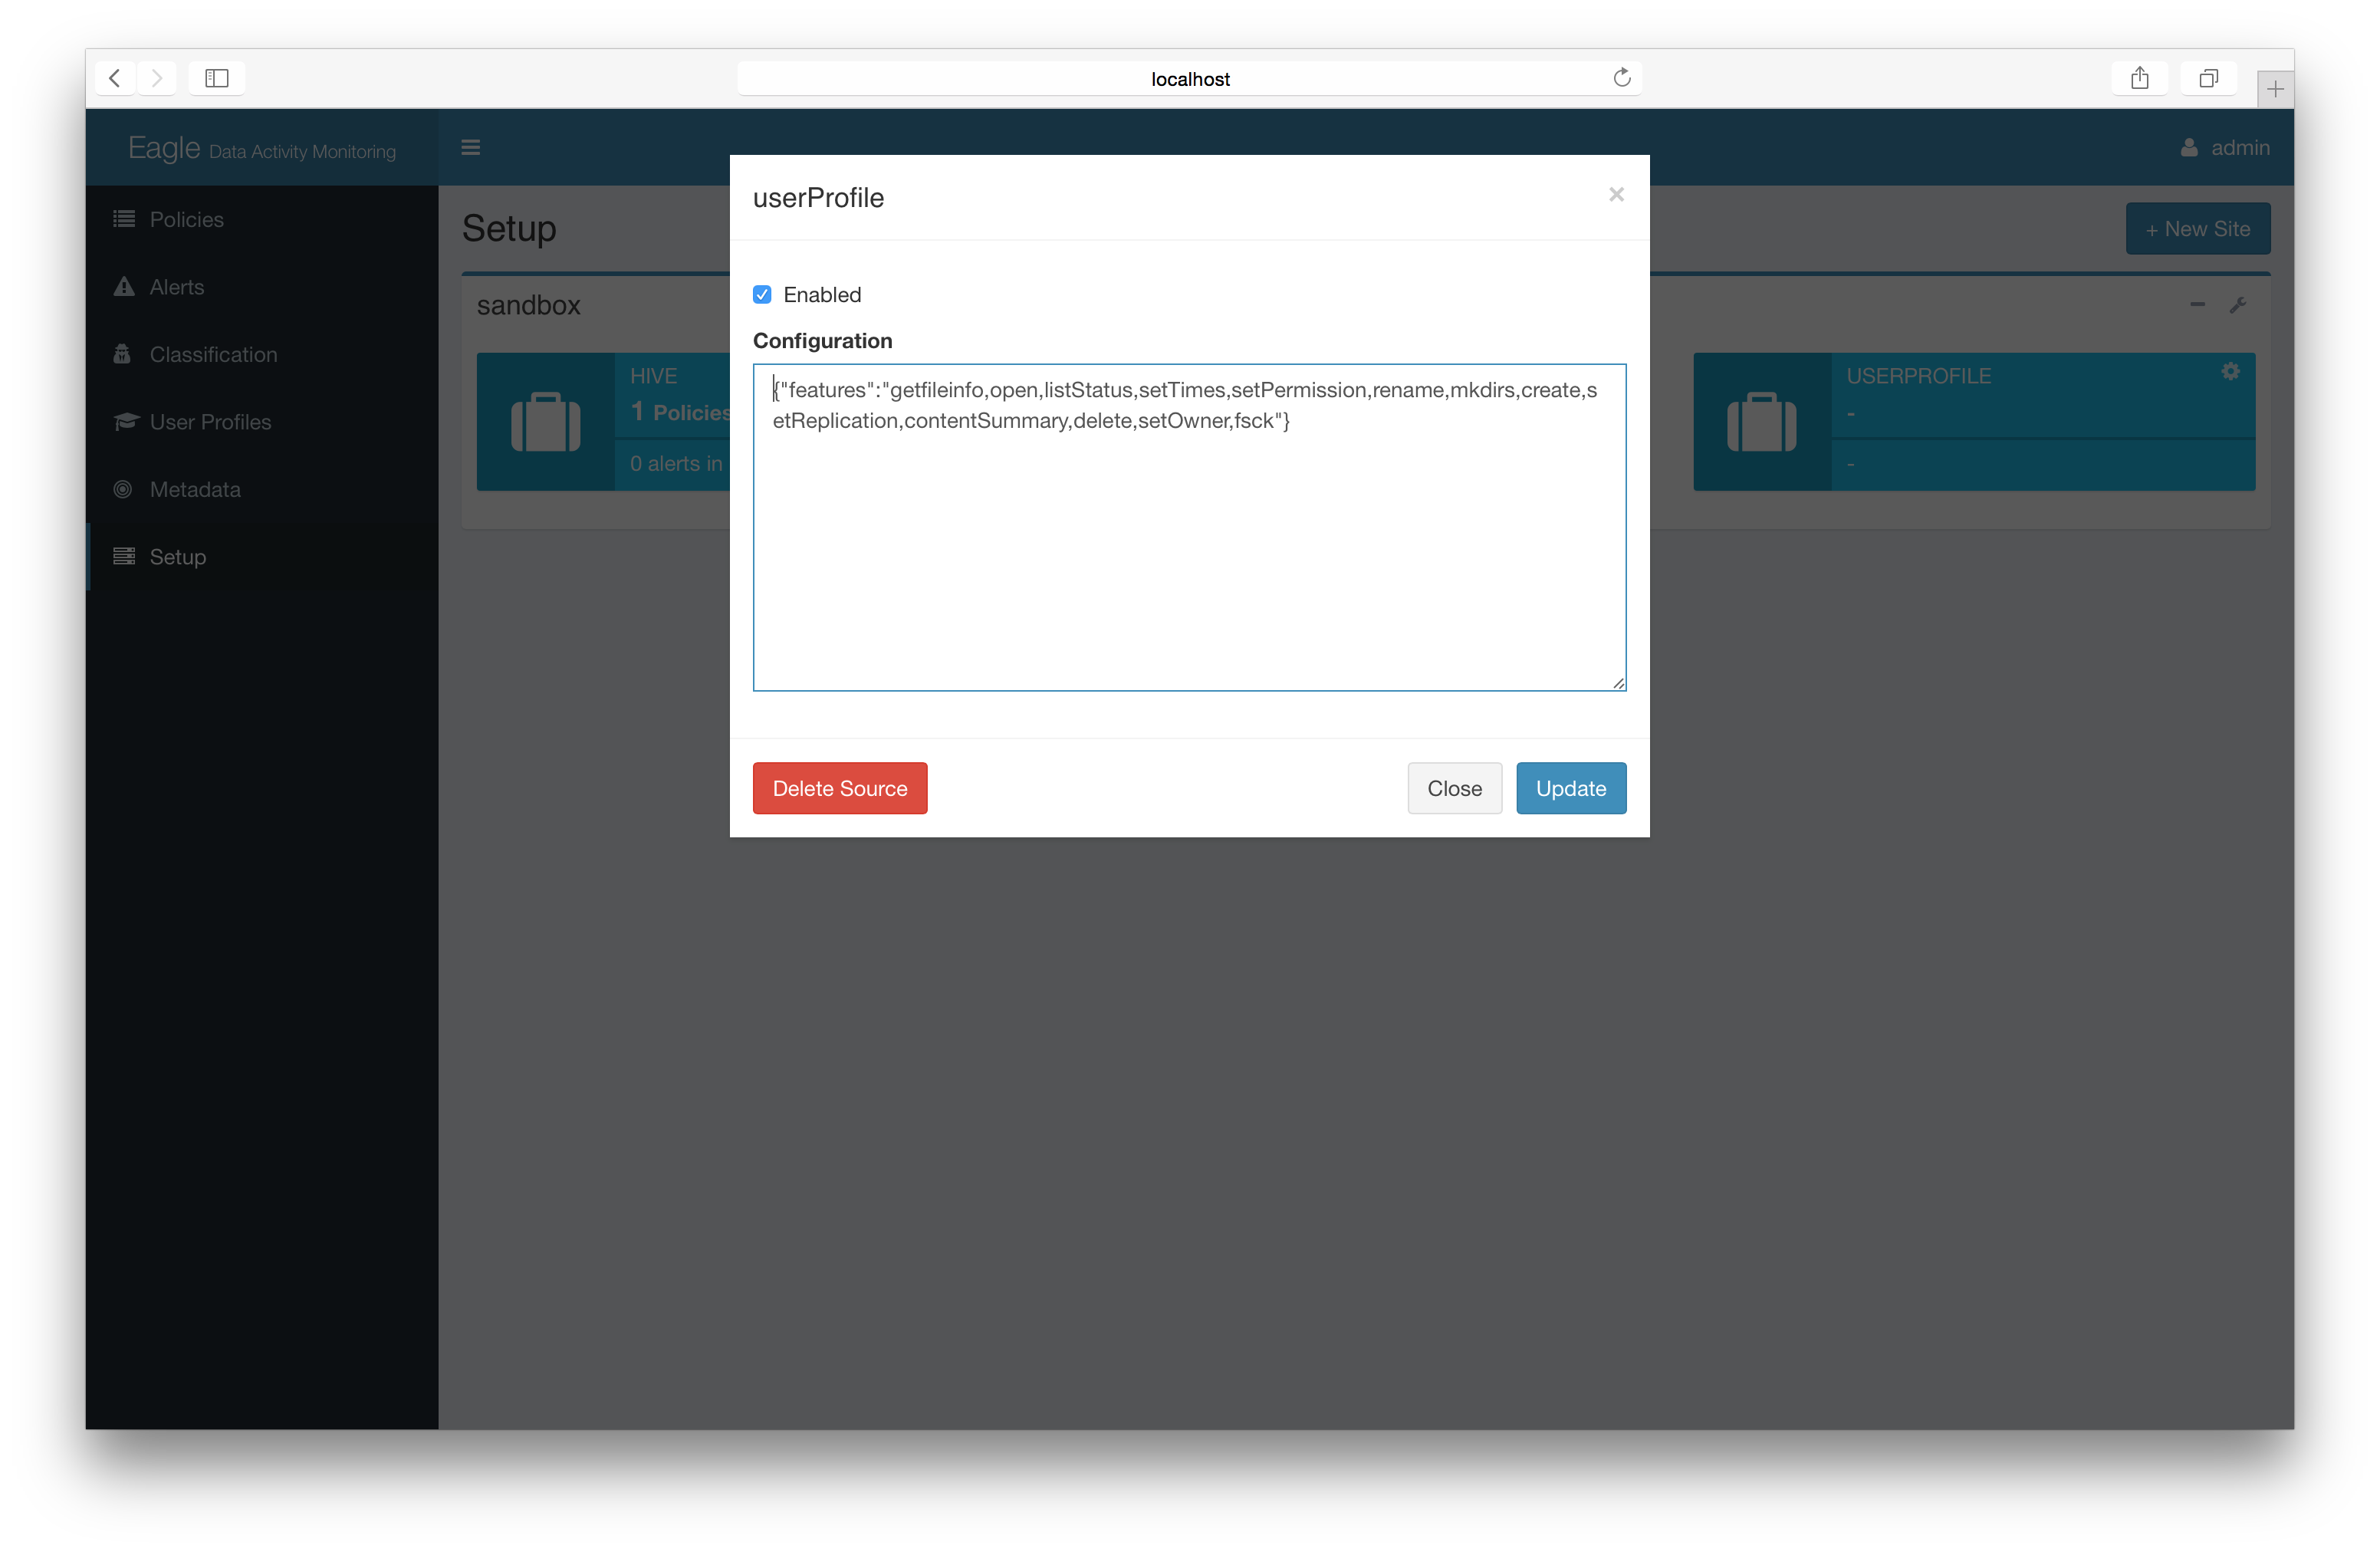 localhost
Eagle Data Activity Monitoring
admin
Policies
Alerts
Classification
User Profiles
Metadata
Setup
Setup
+ New Site
sandbox
HIVE
1 Policies
0 alerts in
USERPROFILE
-
-
userProfile
×
Enabled
Configuration
{"features":"getfileinfo,open,listStatus,setTimes,setPermission,rename,mkdirs,create,s
etReplication,contentSummary,delete,setOwner,fsck"}
Delete Source
Close
Update